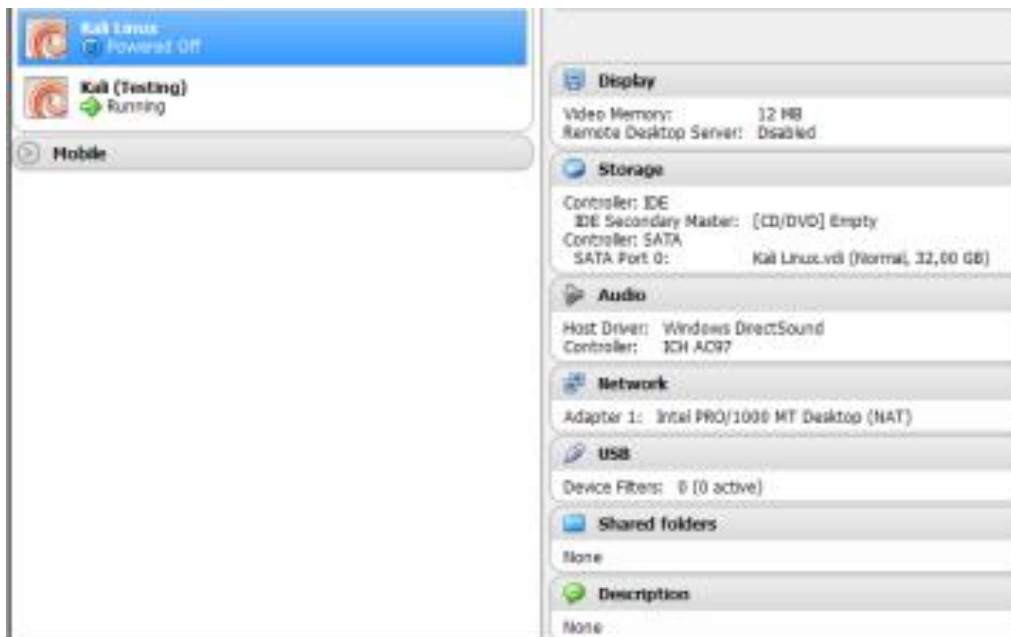 Kali Linux
Powered Off
Kali (Testing)
Running
Mobile
Display
Video Memory: 12 MB
Remote Desktop Server: Disabled
Storage
Controller: IDE
IDE Secondary Master: [CD/DVD] Empty
Controller: SATA
SATA Port 0: Kali Linux.vdi (Normal, 32,00 GB)
Audio
Host Driver: Windows DirectSound
Controller: ICH AC97
Network
Adapter 1: Intel PRO/1000 MT Desktop (NAT)
USB
Device Filters: 0 (0 active)
Shared folders
None
Description
None